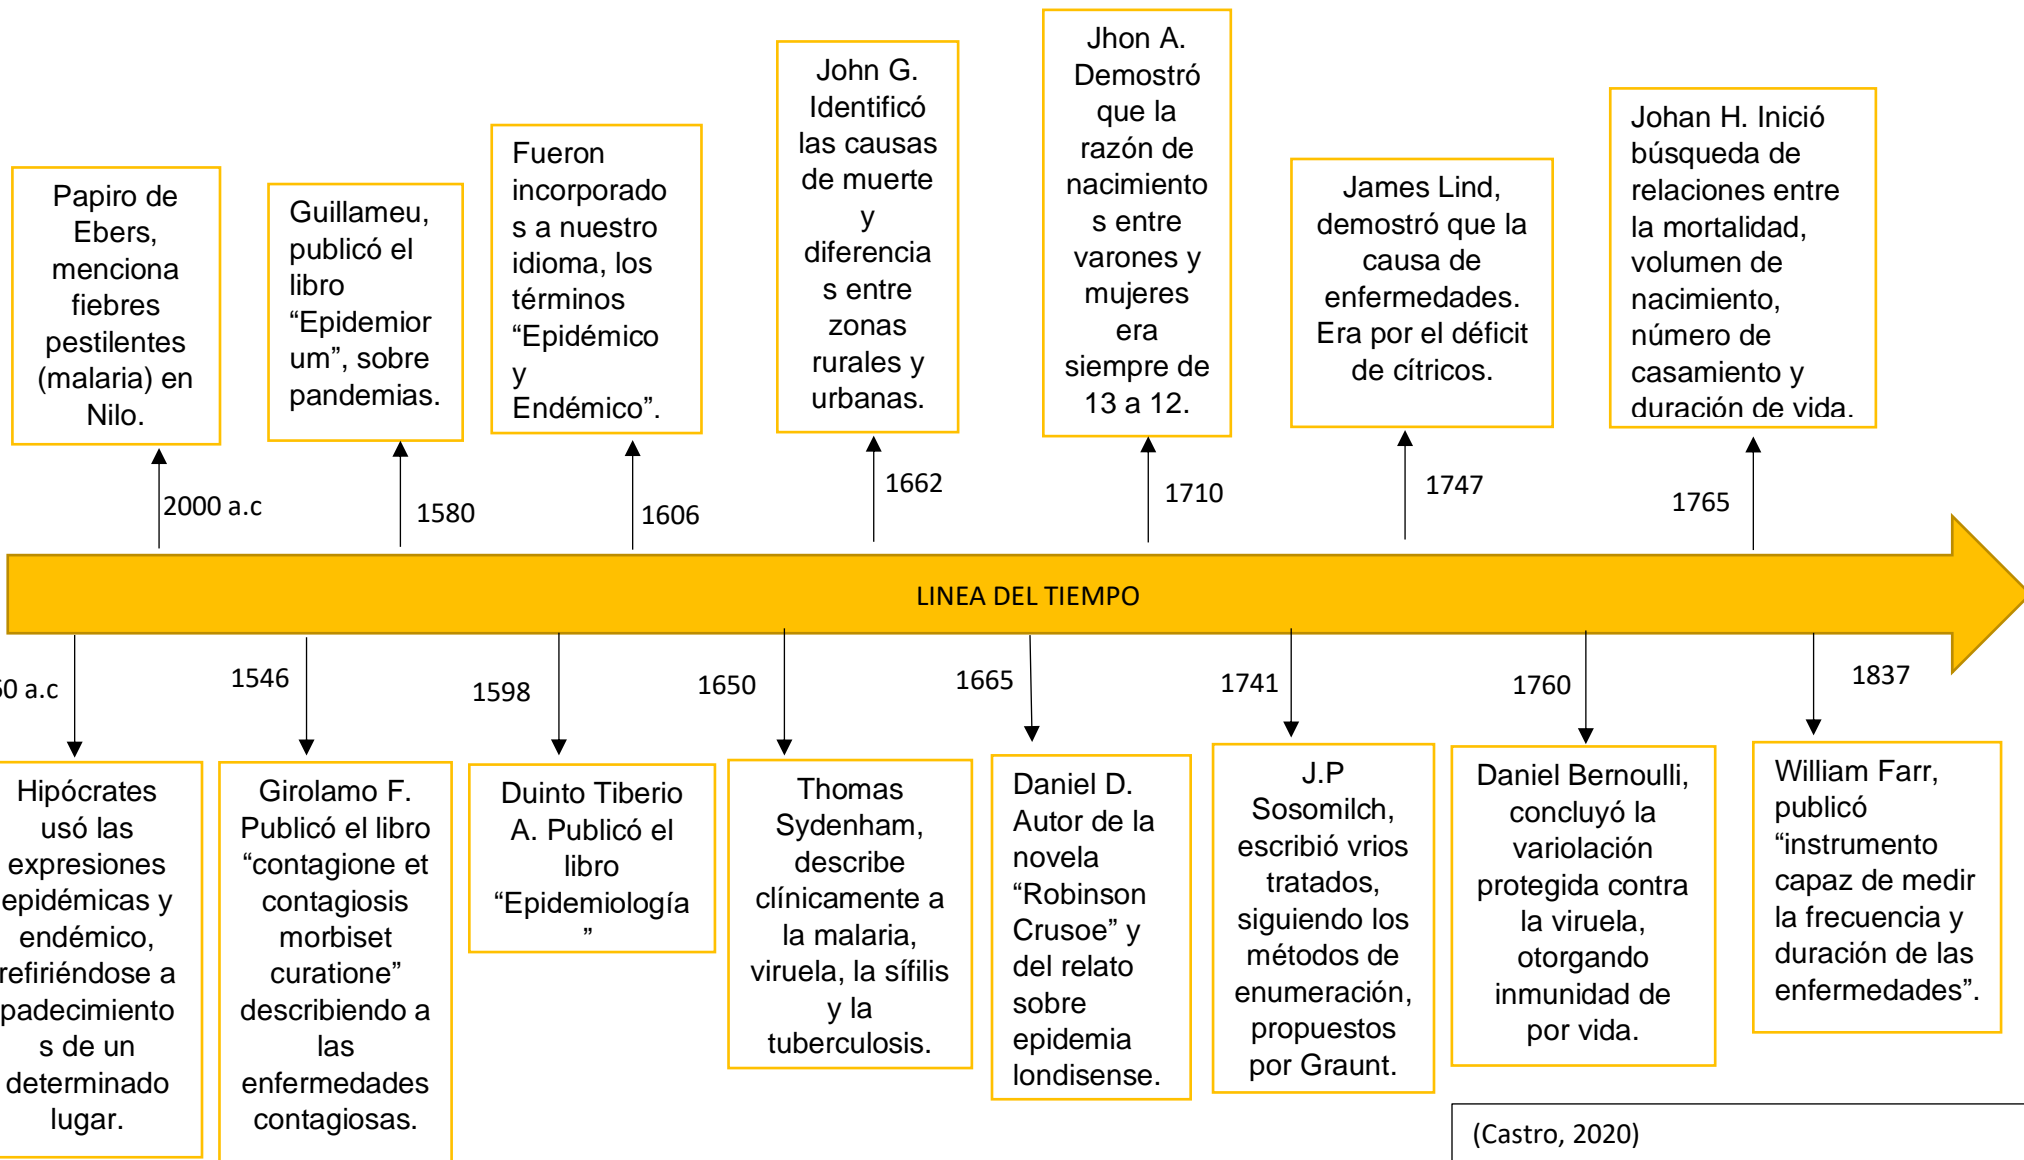 Papiro de
Ebers,
menciona
fiebres
pestilentes
(malaria) en
Nilo.
2000 a.c
Guillameu,
publicó el
libro
“Epidemior
um”, sobre
pandemias.
1580
Fueron
incorporado
s a nuestro
idioma, los
términos
“Epidémico
y
Endémico”.
1606
John G.
Identificó
las causas
de muerte
y
diferencia
s entre
zonas
rurales y
urbanas.
1662
Jhon A.
Demostró
que la
razón de
nacimiento
s entre
varones y
mujeres
era
siempre de
13 a 12.
1710
James Lind,
demostró que la
causa de
enfermedades.
Era por el déficit
de cítricos.
1747
Johan H. Inició
búsqueda de
relaciones entre
la mortalidad,
volumen de
nacimiento,
número de
casamiento y
duración de vida.
1765
LINEA DEL TIEMPO
60 a.c
Hipócrates
usó las
expresiones
epidémicas y
endémico,
refiriéndose a
padecimiento
s de un
determinado
lugar.
1546
Girolamo F.
Publicó el libro
“contagione et
contagiosis
morbiset
curatione”
describiendo a
las
enfermedades
contagiosas.
1598
Duinto Tiberio
A. Publicó el
libro
“Epidemiología
”
1650
Thomas
Sydenham,
describe
clínicamente a
la malaria,
viruela, la sífilis
y la
tuberculosis.
1665
Daniel D.
Autor de la
novela
“Robinson
Crusoe” y
del relato
sobre
epidemia
londisense.
1741
J.P
Sosomilch,
escribió vrios
tratados,
siguiendo los
métodos de
enumeración,
propuestos
por Graunt.
1760
Daniel Bernoulli,
concluyó la
variolación
protegida contra
la viruela,
otorgando
inmunidad de
por vida.
1837
William Farr,
publicó
“instrumento
capaz de medir
la frecuencia y
duración de las
enfermedades”.
(Castro, 2020)